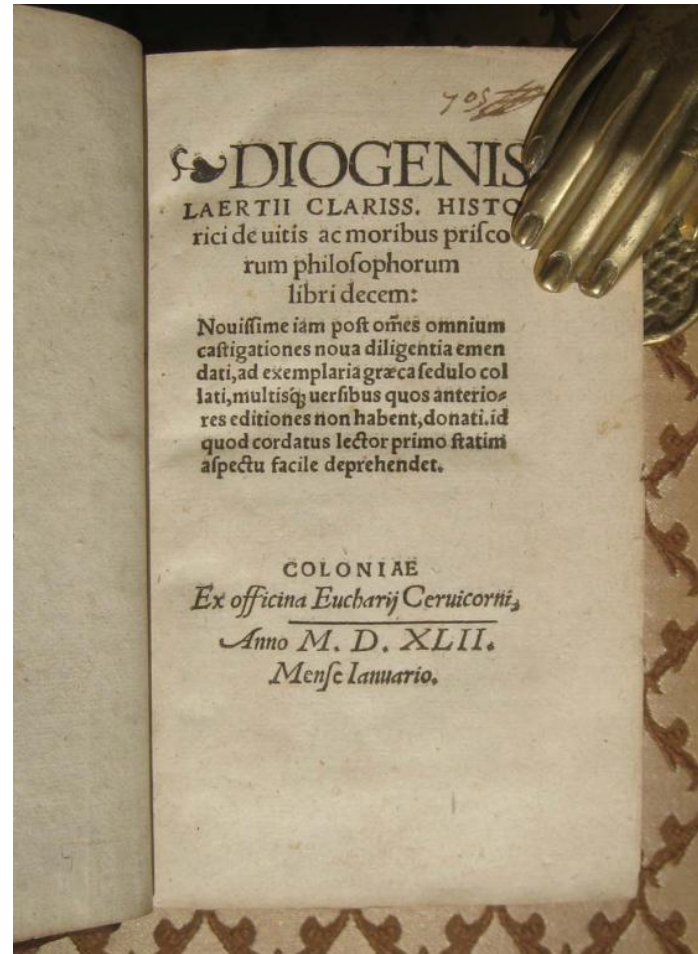 DIOGENIS
LAERTII CLARISS. HISTO
rici de uitis ac moribus priſco
rum philoſophorum
libri decem:
Nouiſſime iam poſt om̄es omnium
caſtigationes noua diligentia emen
dati, ad exemplaria græca ſedulo col
lati, multisq́; uerſibus quos anterio⸗
res editiones non habent, donati. id
quod cordatus lector primo ſtatim
aſpectu facile deprehendet.
COLONIAE
Ex officina Eucharij Ceruicorni,
Anno M. D. XLII.
Menſe Ianuario.